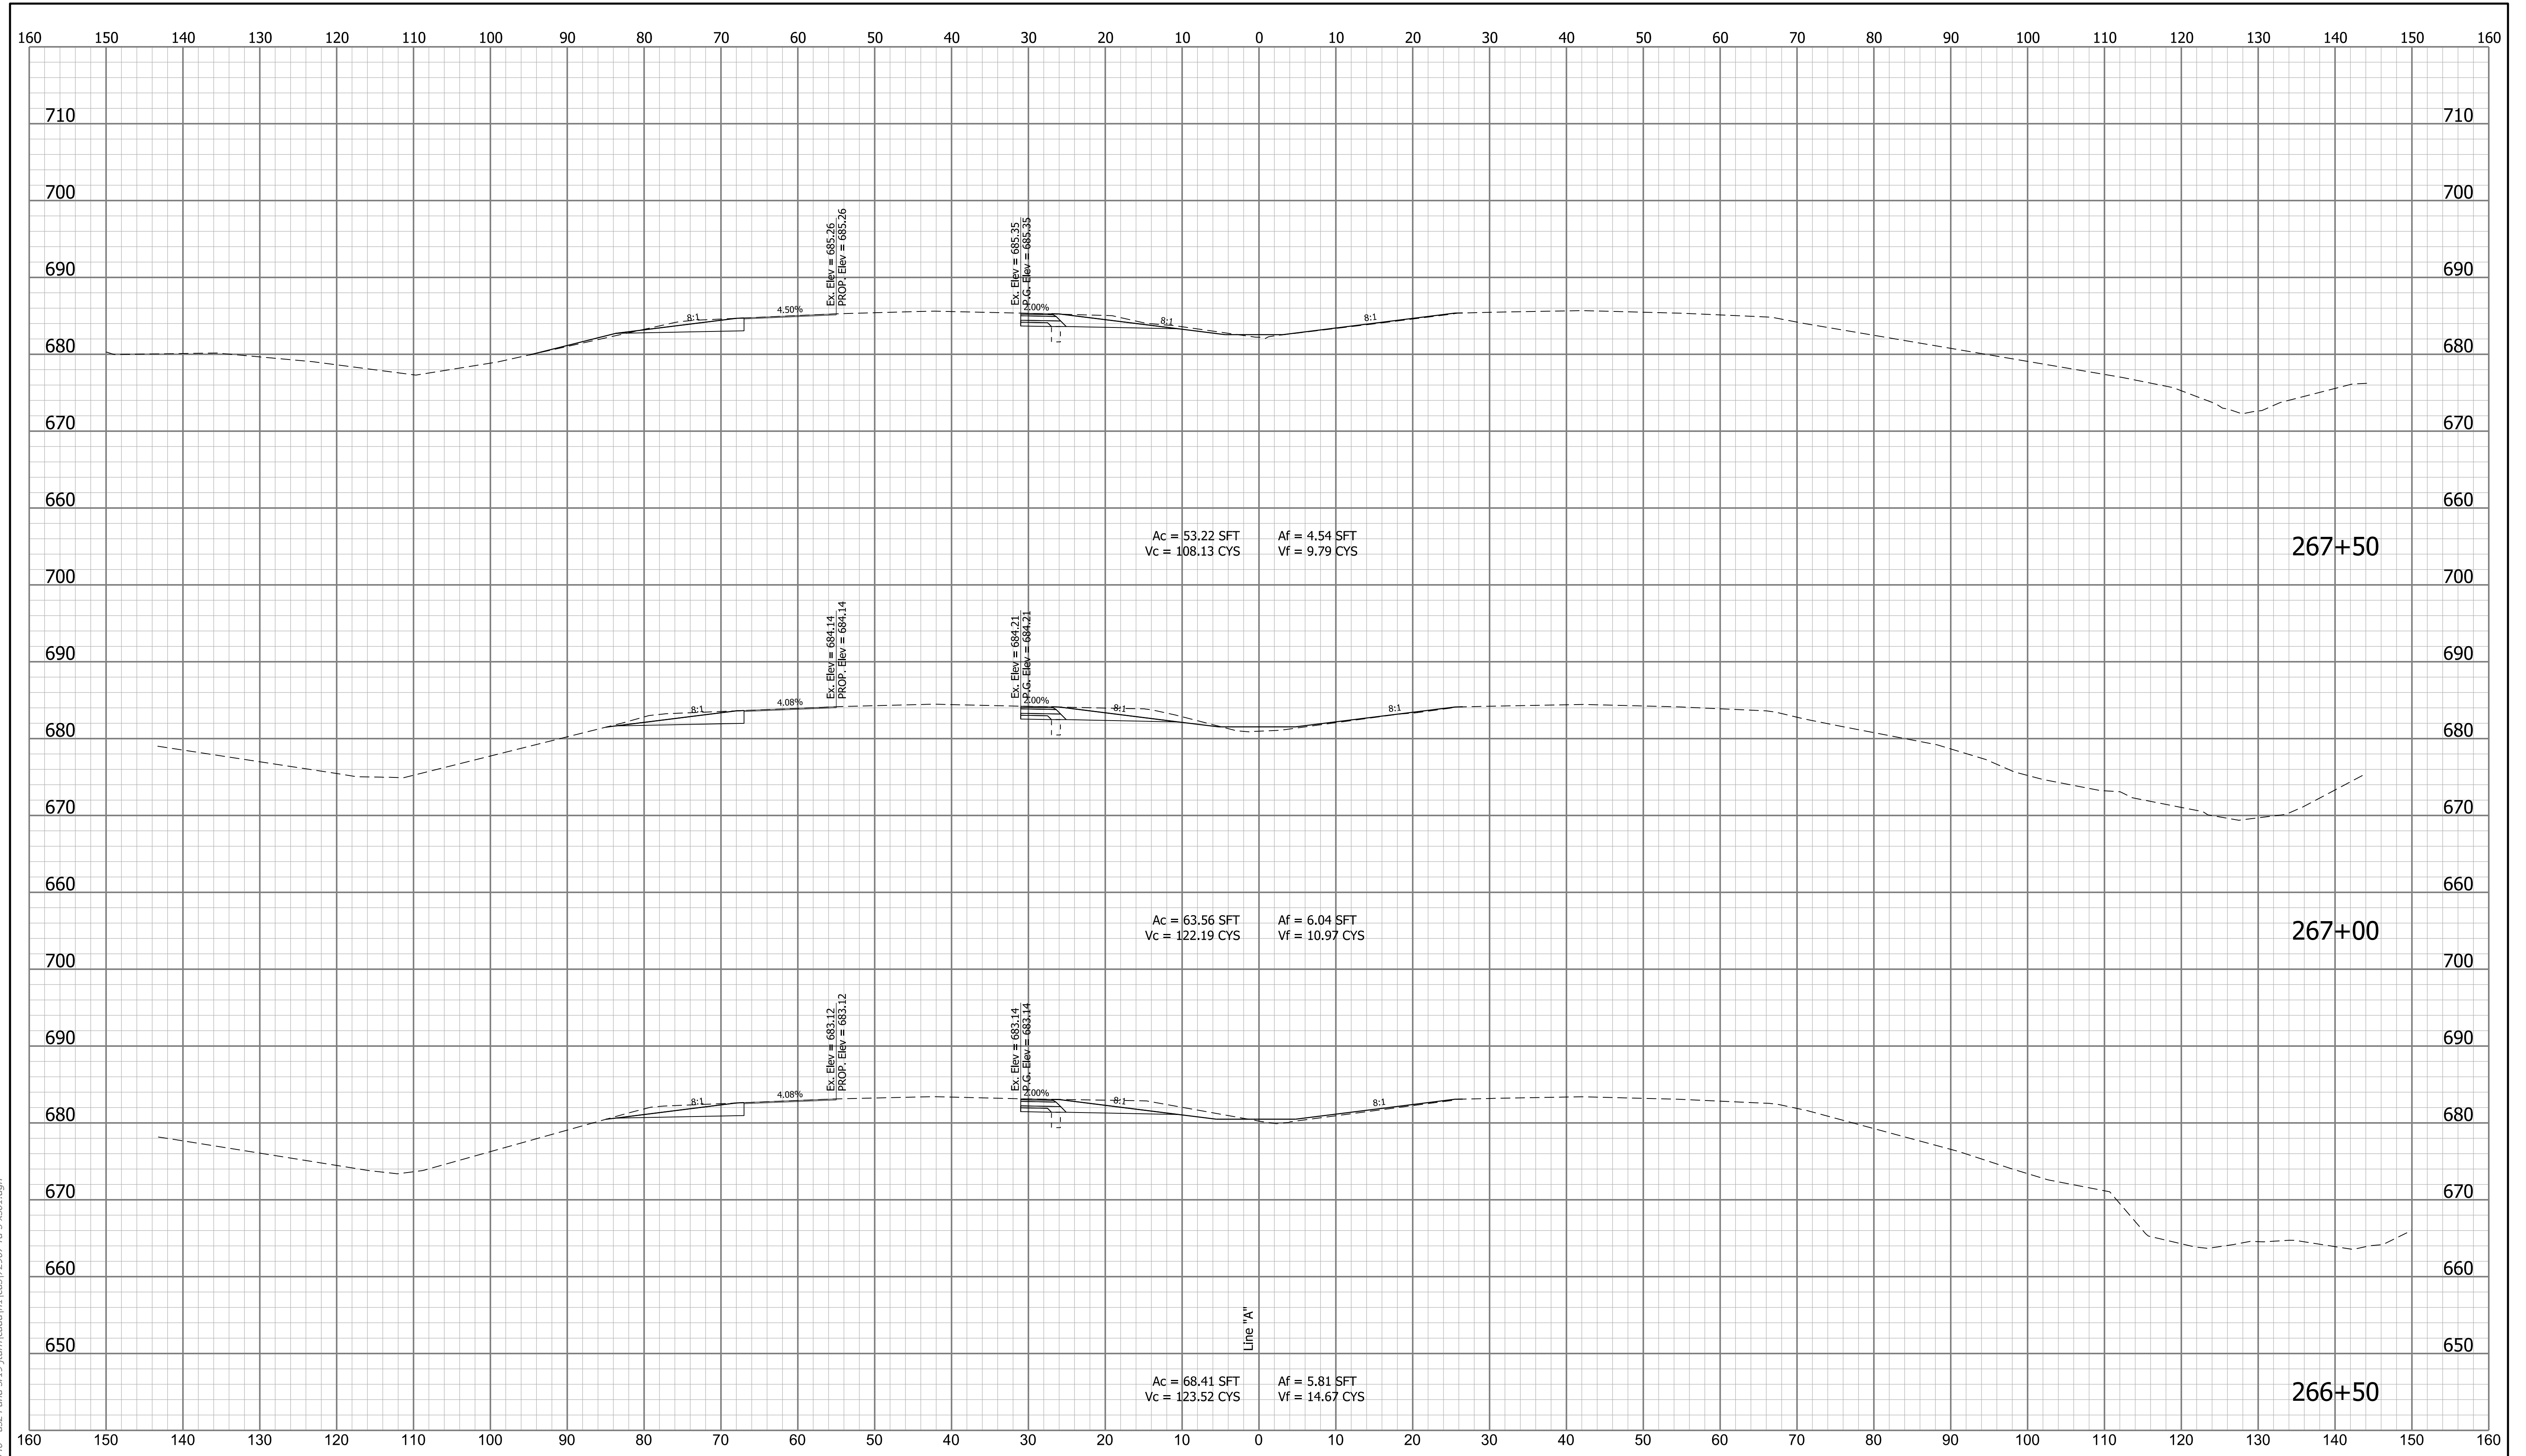 160 150 140 130 120 110 100 90 80 70 60 50 40 30 20 10 0 10 20 30 40 50 60 70 80 90 100 110 120 130 140 150 160
710 710
700 700
Ex. Elev = 685.26
PROP. Elev = 685.26
Ex. Elev = 685.35
P.G. Elev = 685.35
690 690
8:1 4.50% 2.00% 8:1 8:1
680 680
670 670
660 660
Ac = 53.22 SFT Af = 4.54 SFT
Vc = 108.13 CYS Vf = 9.79 CYS
267+50
700 700
Ex. Elev = 684.14
PROP. Elev = 684.14
Ex. Elev = 684.21
P.G. Elev = 684.21
690 690
8:1 4.08% 2.00% 8:1 8:1
680 680
670 670
660 660
Ac = 63.56 SFT Af = 6.04 SFT
Vc = 122.19 CYS Vf = 10.97 CYS
267+00
700 700
Ex. Elev = 683.12
PROP. Elev = 683.12
Ex. Elev = 683.14
P.G. Elev = 683.14
690 690
8:1 4.08% 2.00% 8:1 8:1
680 680
670 670
660 660
Line "A"
650 650
Ac = 68.41 SFT Af = 5.81 SFT
Vc = 123.52 CYS Vf = 14.67 CYS
266+50
160 150 140 130 120 110 100 90 80 70 60 50 40 30 20 10 0 10 20 30 40 50 60 70 80 90 100 110 120 130 140 150 160